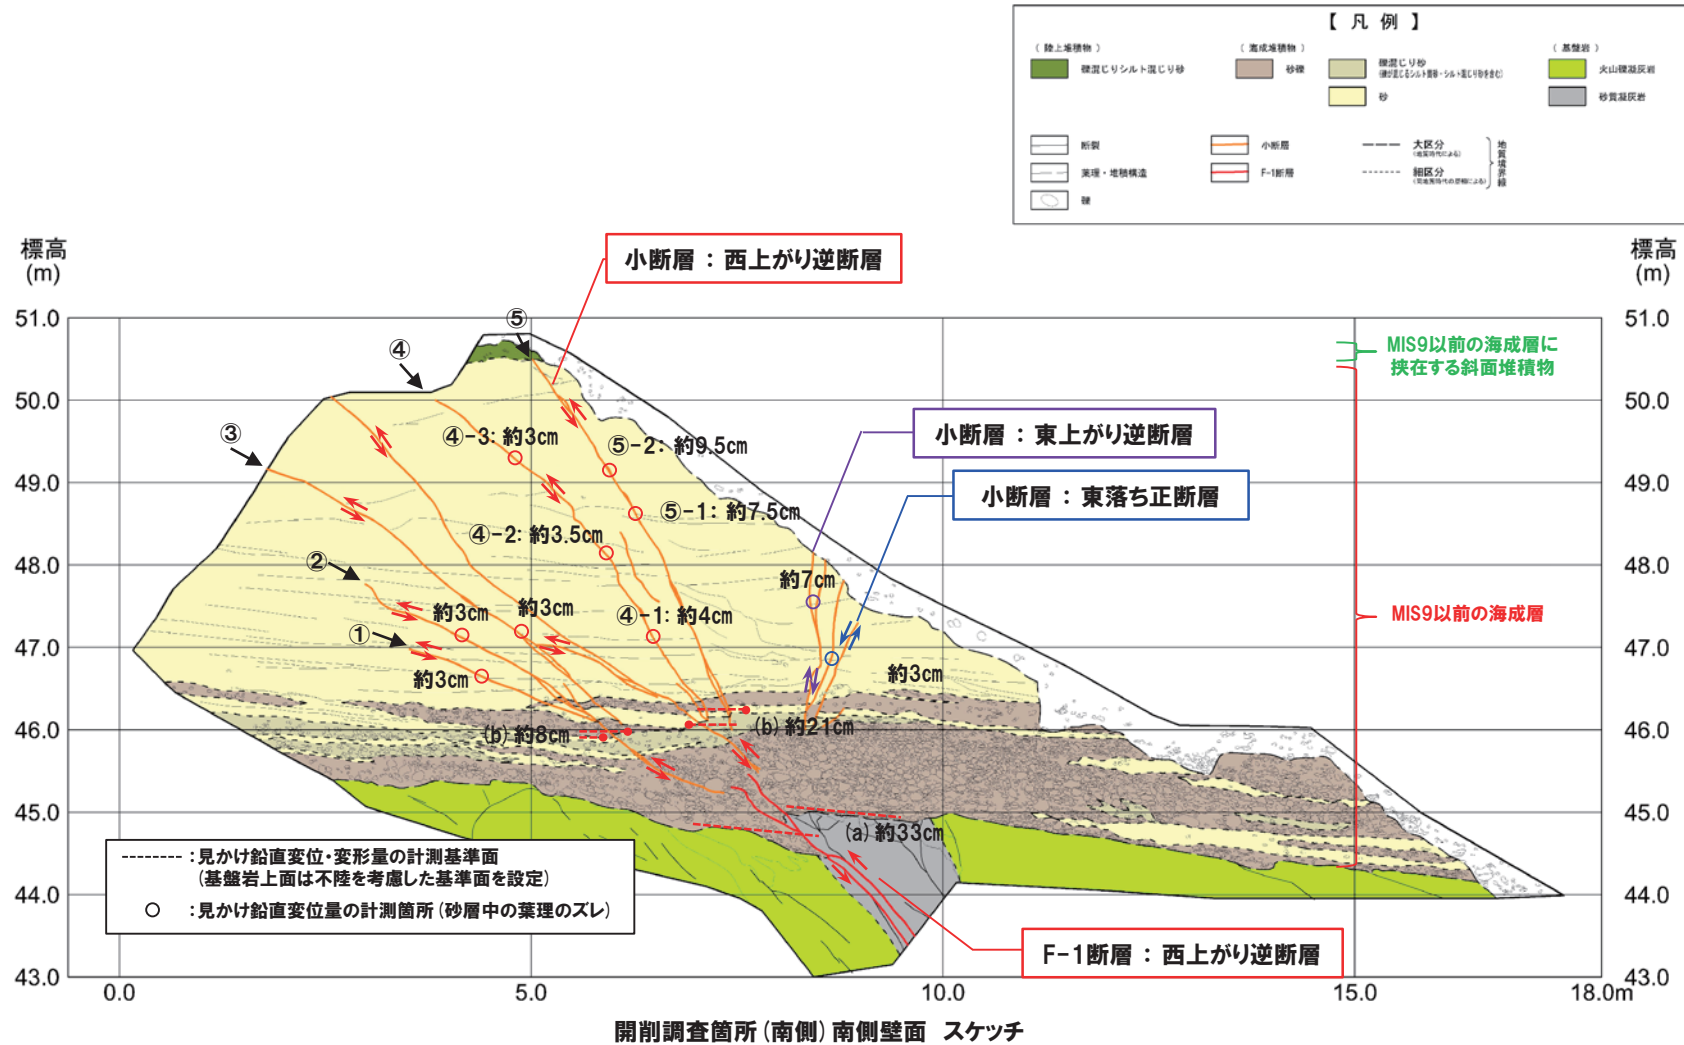 【 凡 例 】
( 陸上堆積物 )
( 海成堆積物 )
( 基盤岩 )
礫混じりシルト混じり砂
砂礫
礫混じり砂
火山礫凝灰岩
砂
砂質凝灰岩
断裂
小断層
大区分
(地質時代による)
葉理・堆積構造
F-1断層
細区分
地質境界線
礫
標高
(m)
標高
(m)
小断層 : 西上がり逆断層
51.0
50.0
49.0
48.0
47.0
46.0
45.0
44.0
43.0
51.0
50.0
49.0
48.0
47.0
46.0
45.0
44.0
43.0
⑤
④
③
②
①
MIS9以前の海成層に
挟在する斜面堆積物
小断層 : 東上がり逆断層
④-3: 約3cm
⑤-2: 約9.5cm
小断層 : 東落ち正断層
⑤-1: 約7.5cm
④-2: 約3.5cm
約7cm
約3cm
約3cm
④-1: 約4cm
MIS9以前の海成層
約3cm
約3cm
(b) 約8cm
(b) 約21cm
(a) 約33cm
:見かけ鉛直変位・変形量の計測基準面
(基盤岩上面は不陸を考慮した基準面を設定)
:見かけ鉛直変位量の計測箇所(砂層中の葉理のズレ)
F-1断層 : 西上がり逆断層
0.0
5.0
10.0
15.0
18.0m
開削調査箇所(南側)南側壁面 スケッチ